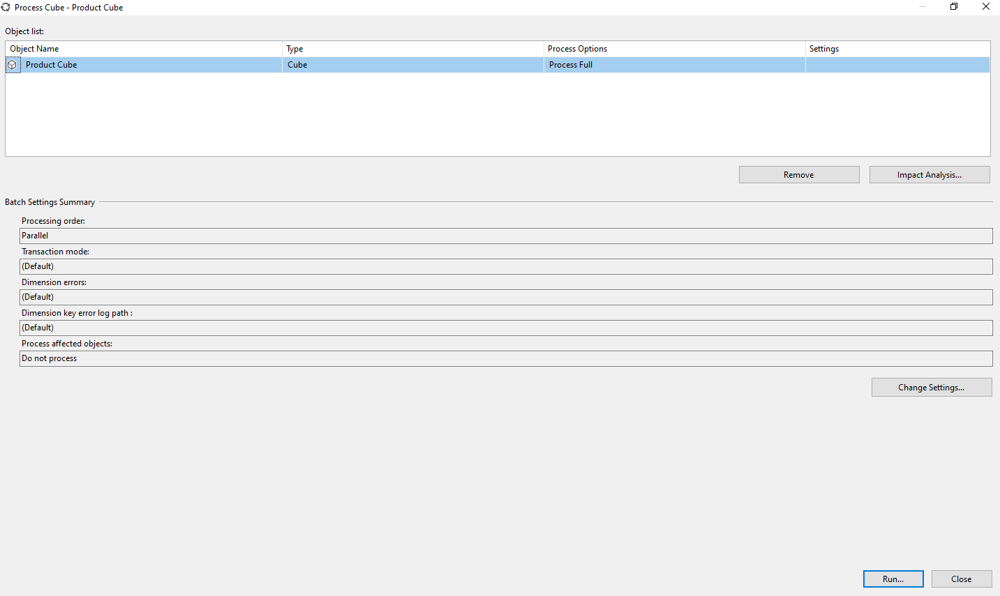 Process Cube - Product Cube
Object list:
Object Name Type Process Options Settings
Product Cube Cube Process Full
Remove Impact Analysis...
Batch Settings Summary
Processing order:
Parallel
Transaction mode:
(Default)
Dimension errors:
(Default)
Dimension key error log path :
(Default)
Process affected objects:
Do not process
Change Settings...
Run... Close